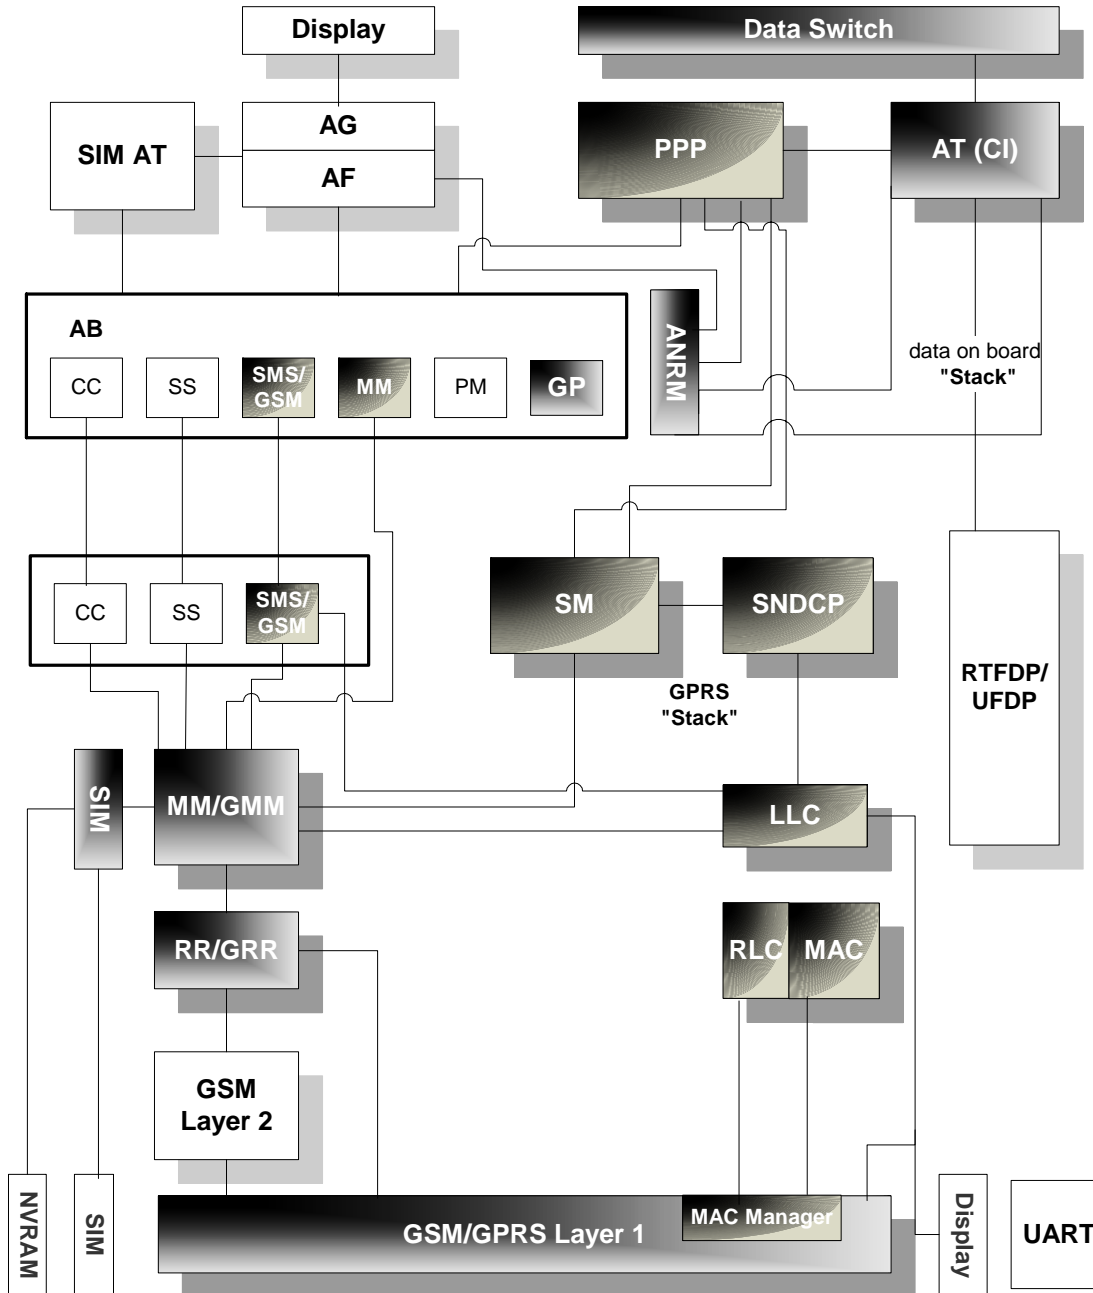 Display
Data Switch
SIM AT
AG
AF
PPP
AT (CI)
AB
CC
SS
SMS/
GSM
MM
PM
GP
ANRM
data on board
"Stack"
CC
SS
SMS/
GSM
SM
SNDCP
GPRS
"Stack"
RTFDP/
UFDP
SIM
MM/GMM
LLC
RR/GRR
RLC
MAC
GSM
Layer 2
NVRAM
SIM
GSM/GPRS Layer 1
MAC Manager
Display
UART